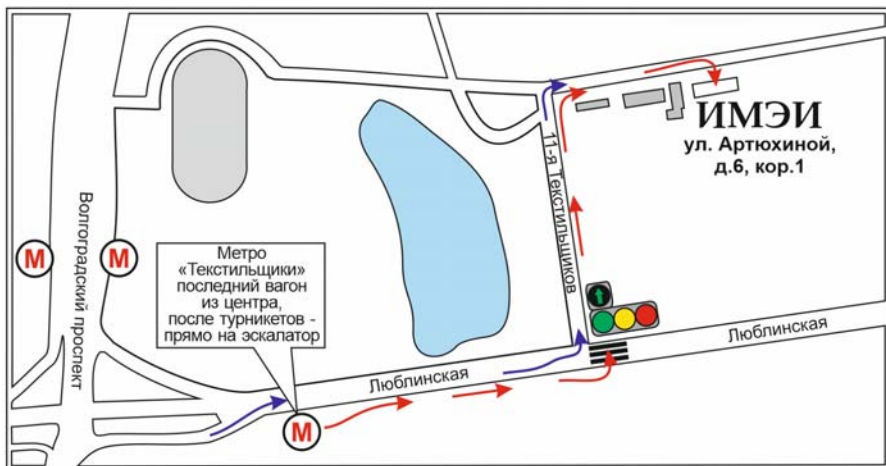 ИМЭИ
ул. Артюхиной,
д.6, кор.1
11-я Текстильщиков
Волгоградский проспект
М
М
Метро
«Текстильщики»
последний вагон
из центра,
после турникетов -
прямо на эскалатор
Люблинская
Люблинская
М